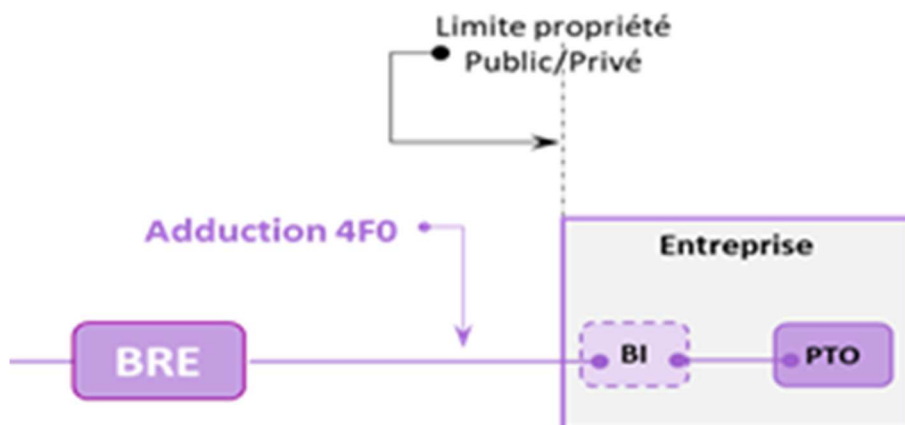 Limite propriété
Public/Privé
Adduction 4F0
Entreprise
BRE
BI
PTO